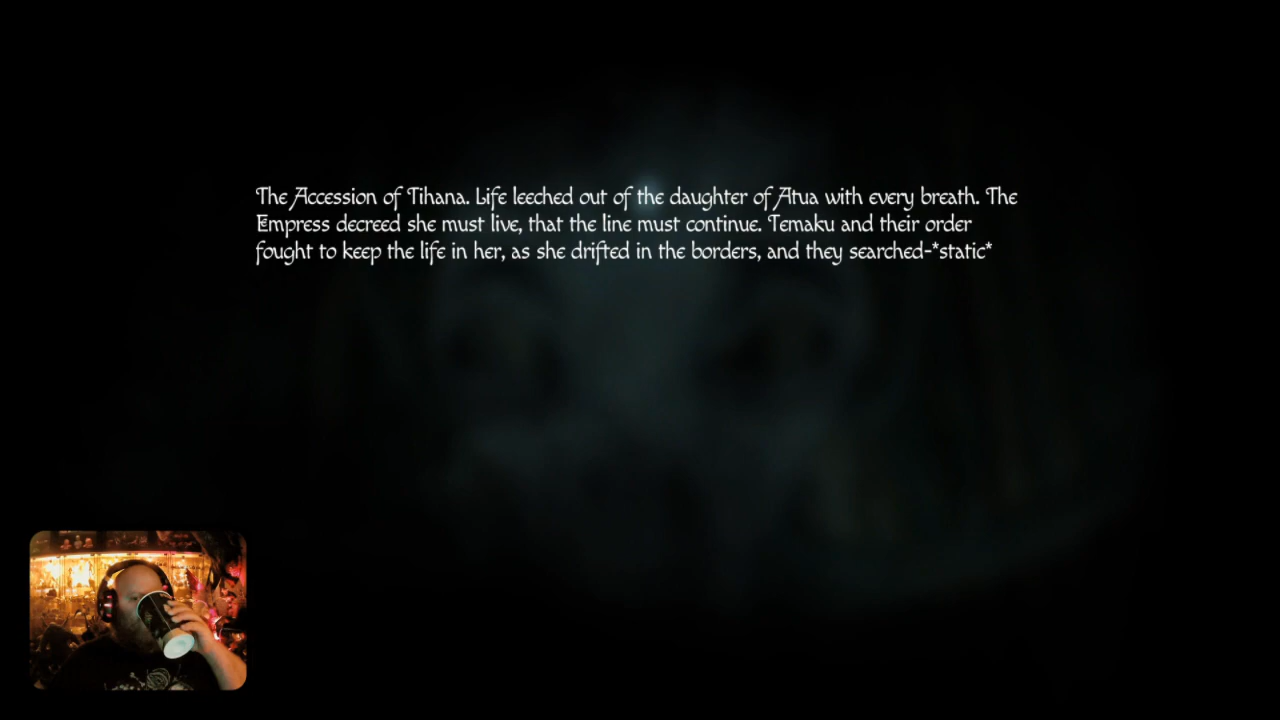 The Accession of Tihana. Life leeched out of the daughter of Atua with every breath. The
Empress decreed she must live, that the line must continue. Temaku and their order
fought to keep the life in her, as she drifted in the borders, and they searched-*static*